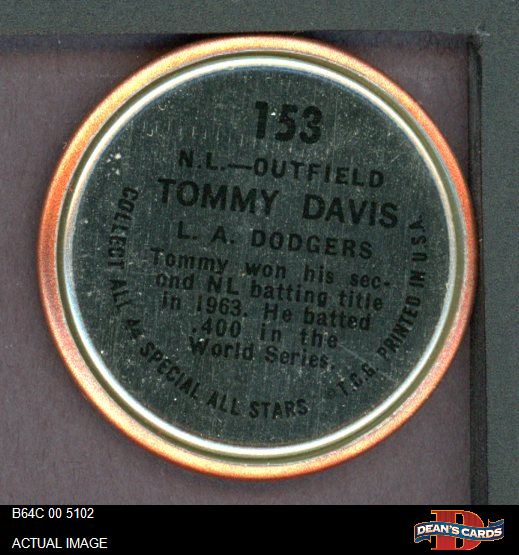 153
N.L.—OUTFIELD
TOMMY DAVIS
L. A. DODGERS
Tommy won his sec-
ond NL batting title
in 1963. He batted
.400 in the
World Series.
COLLECT ALL 44 SPECIAL ALL STARS ©T.C.G. PRINTED IN U.S.A.
B64C 00 5102
ACTUAL IMAGE
D
DEAN'S CARDS